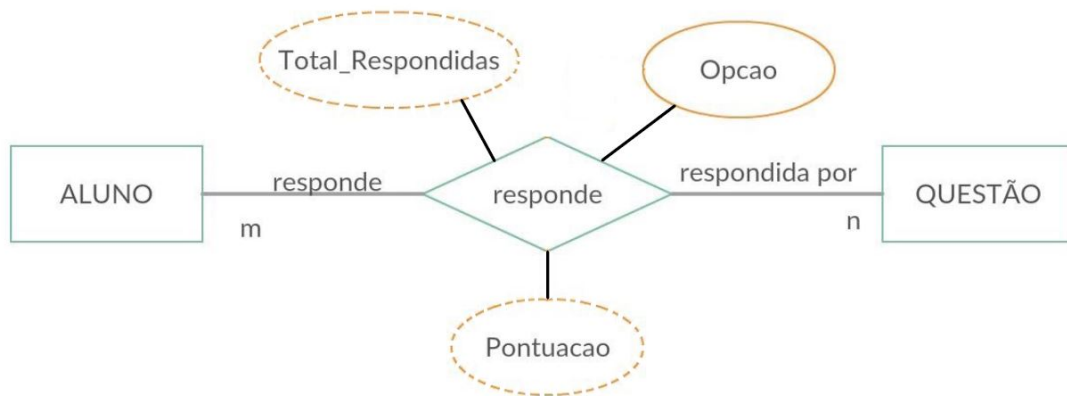 Total_Respondidas
Opcao
ALUNO
responde
m
responde
respondida por
n
QUESTÃO
Pontuacao